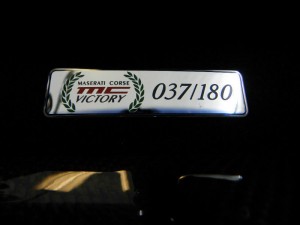 MASERATI CORSE
MC
VICTORY
037/180